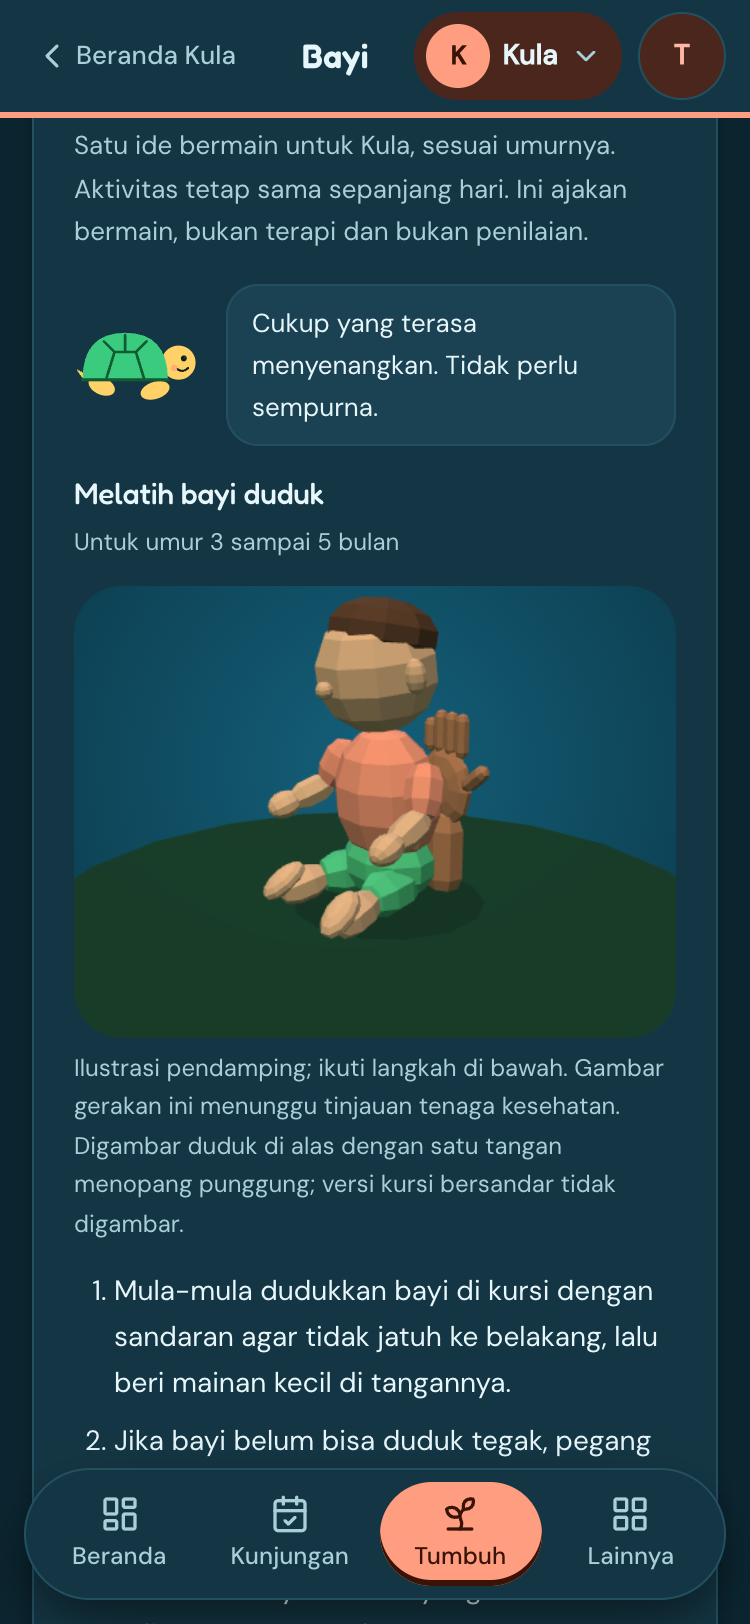 Beranda Kula
Bayi
K
Kula
T
Satu ide bermain untuk Kula, sesuai umurnya.
Aktivitas tetap sama sepanjang hari. Ini ajakan
bermain, bukan terapi dan bukan penilaian.
Cukup yang terasa
menyenangkan. Tidak perlu
sempurna.
Melatih bayi duduk
Untuk umur 3 sampai 5 bulan
Ilustrasi pendamping; ikuti langkah di bawah. Gambar
gerakan ini menunggu tinjauan tenaga kesehatan.
Digambar duduk di alas dengan satu tangan
menopang punggung; versi kursi bersandar tidak
digambar.
1. Mula-mula dudukkan bayi di kursi dengan
sandaran agar tidak jatuh ke belakang, lalu
beri mainan kecil di tangannya.
2. Jika bayi belum bisa duduk tegak, pegang
Beranda
Kunjungan
Tumbuh
Lainnya